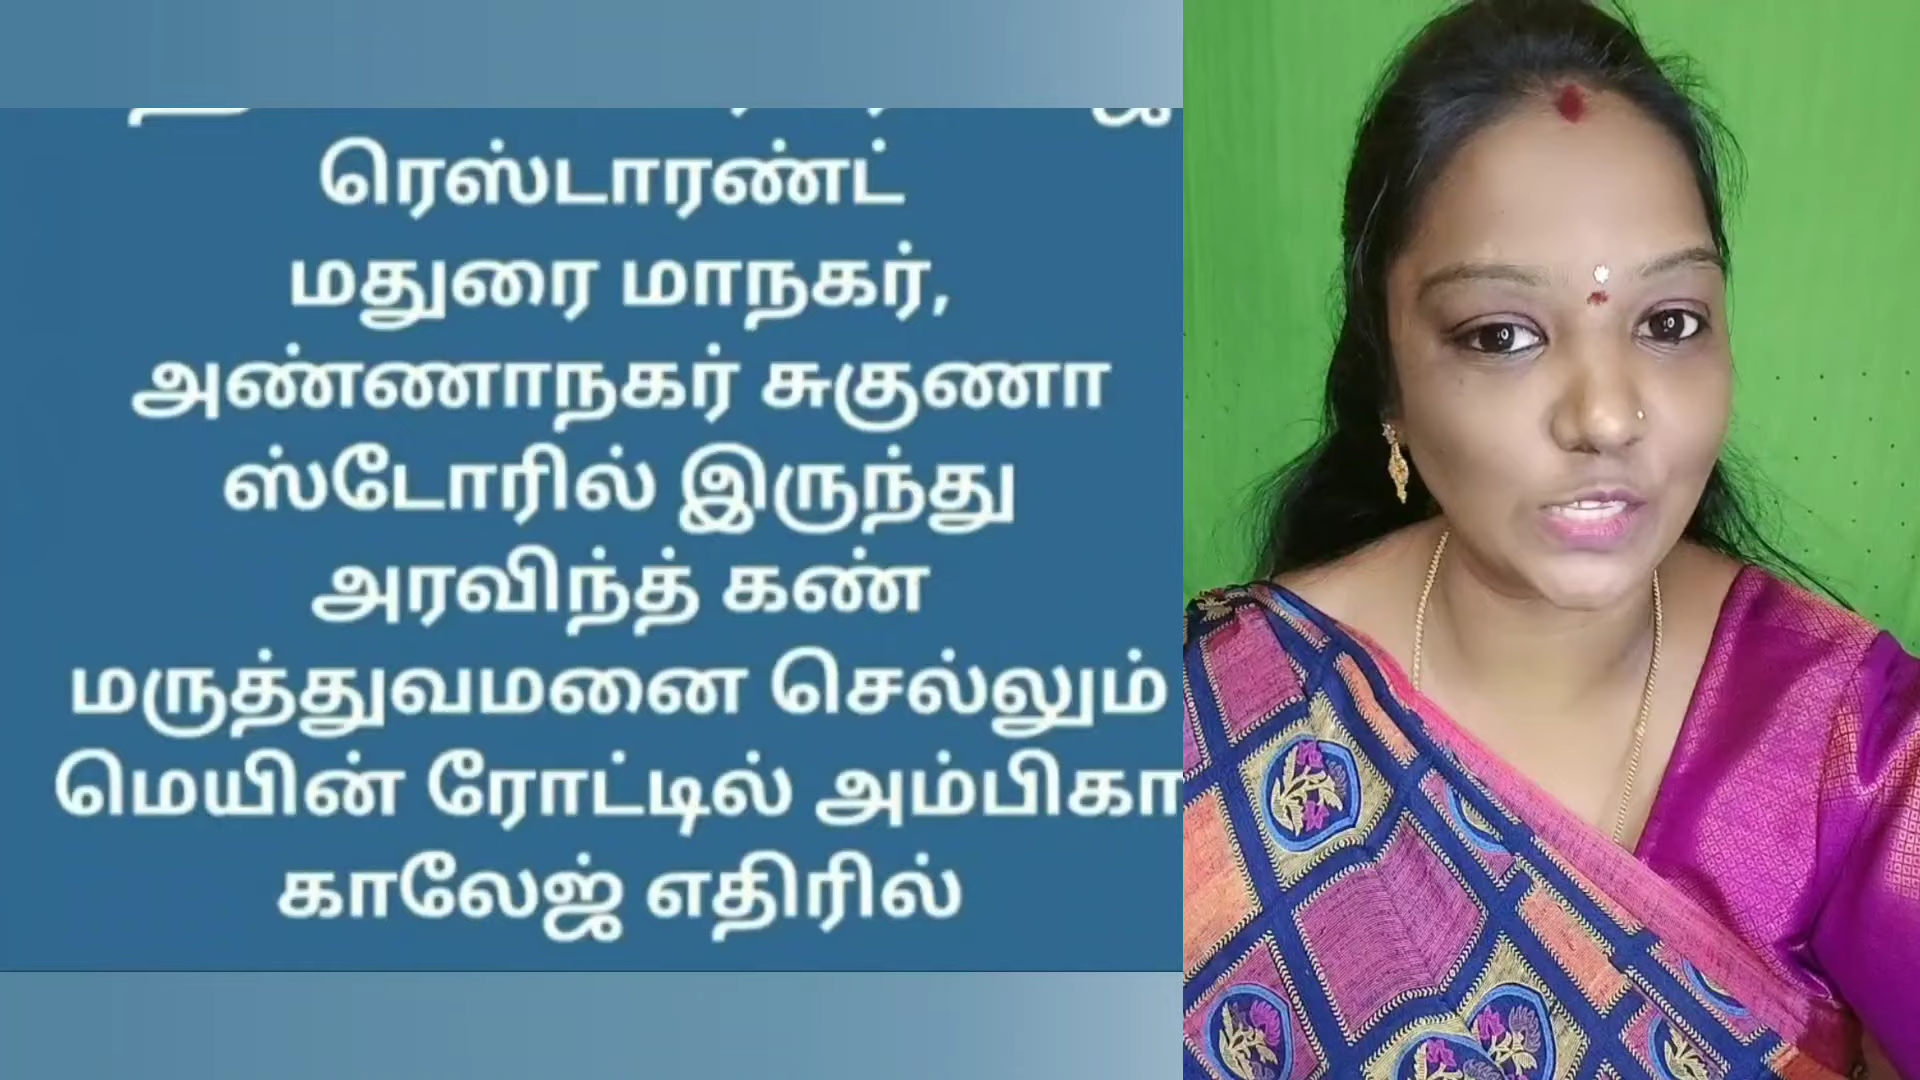 ரெஸ்டாரண்ட்
மதுரை மாநகர்,
அண்ணாநகர் சுகுணா
ஸ்டோரில் இருந்து
அரவிந்த் கண்
மருத்துவமனை செல்லும்
மெயின் ரோட்டில் அம்பிகா
காலேஜ் எதிரில்